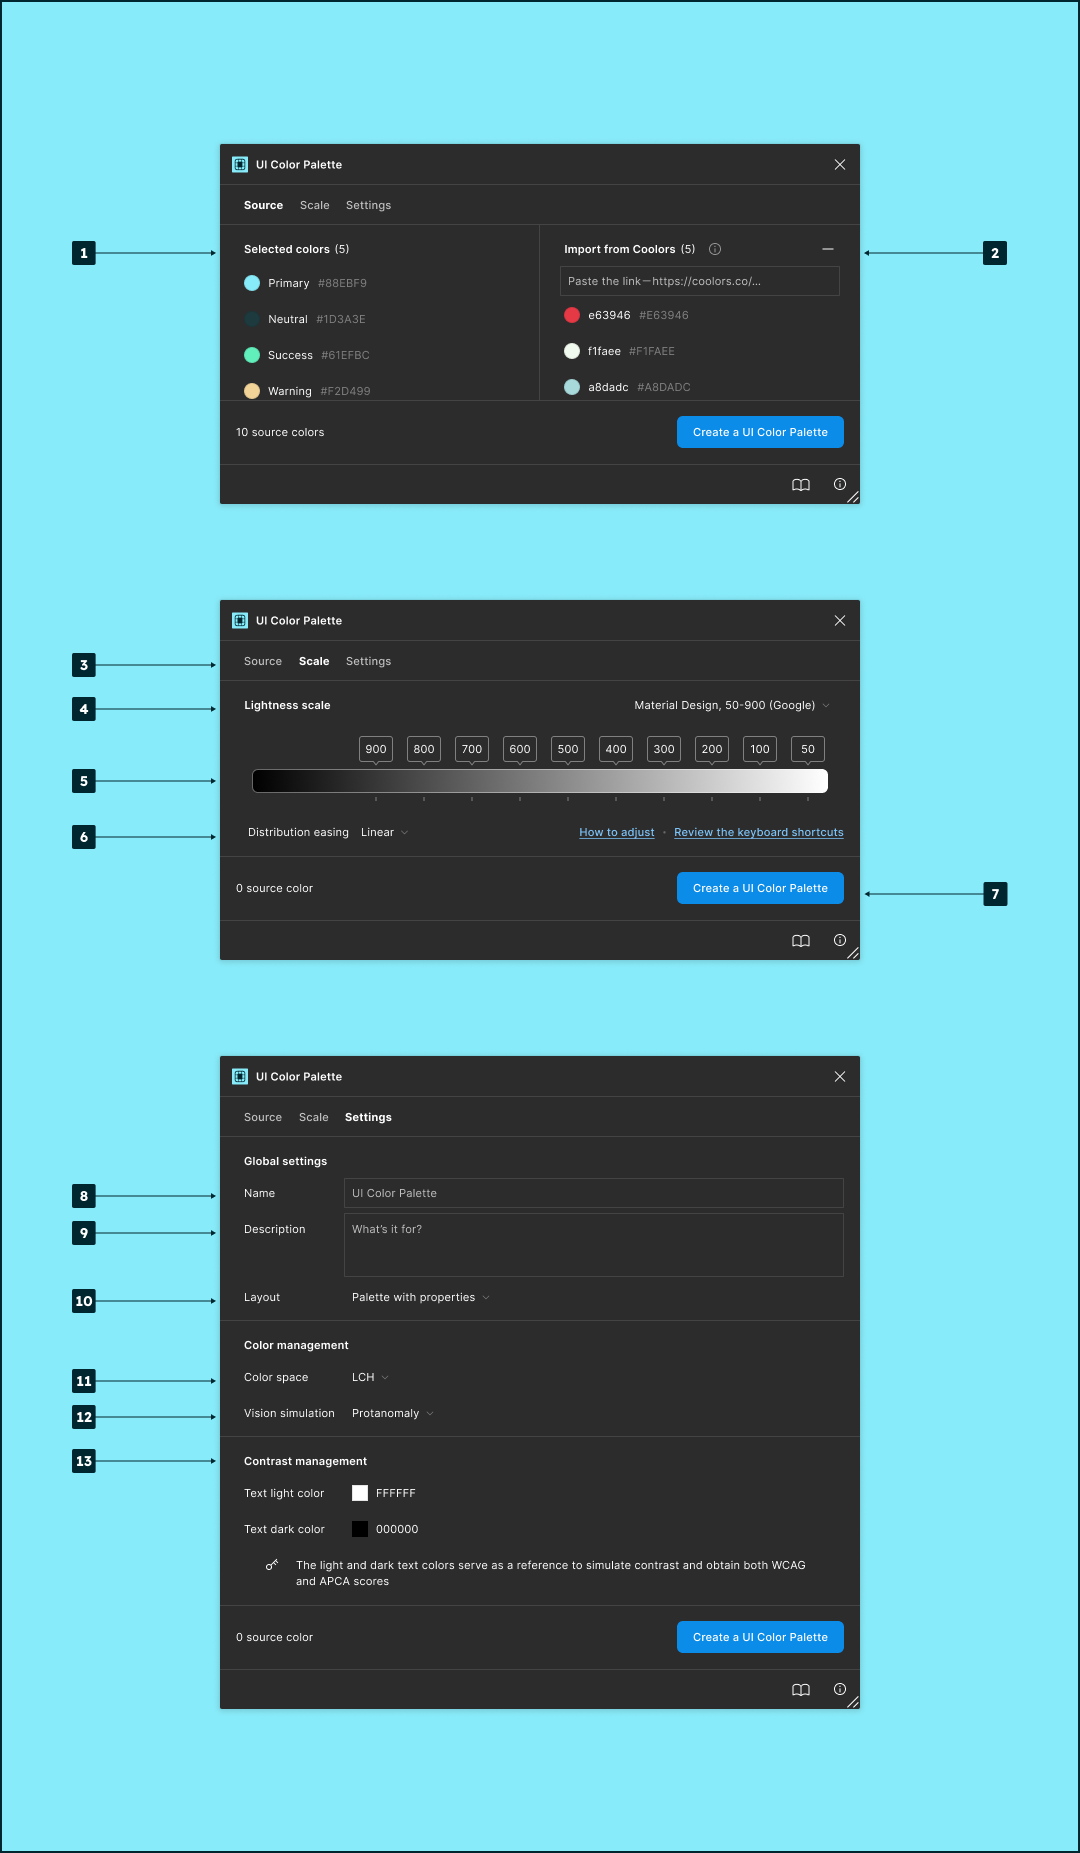 UI Color Palette
Source Scale Settings
1
Selected colors (5)
Primary #88EBF9
Neutral #1D3A3E
Success #61EFBC
Warning #F2D499
Import from Coolors (5)
2
Paste the link—https://coolors.co/...
e63946 #E63946
f1faee #F1FAEE
a8dadc #A8DADC
10 source colors
Create a UI Color Palette
UI Color Palette
3
Source Scale Settings
4
Lightness scale
Material Design, 50-900 (Google)
900 800 700 600 500 400 300 200 100 50
5
6
Distribution easing Linear
How to adjust • Review the keyboard shortcuts
0 source color
Create a UI Color Palette
7
UI Color Palette
Source Scale Settings
Global settings
8
Name UI Color Palette
9
Description What's it for?
10
Layout Palette with properties
Color management
11
Color space LCH
12
Vision simulation Protanomaly
13
Contrast management
Text light color FFFFFF
Text dark color 000000
The light and dark text colors serve as a reference to simulate contrast and obtain both WCAG
and APCA scores
0 source color
Create a UI Color Palette